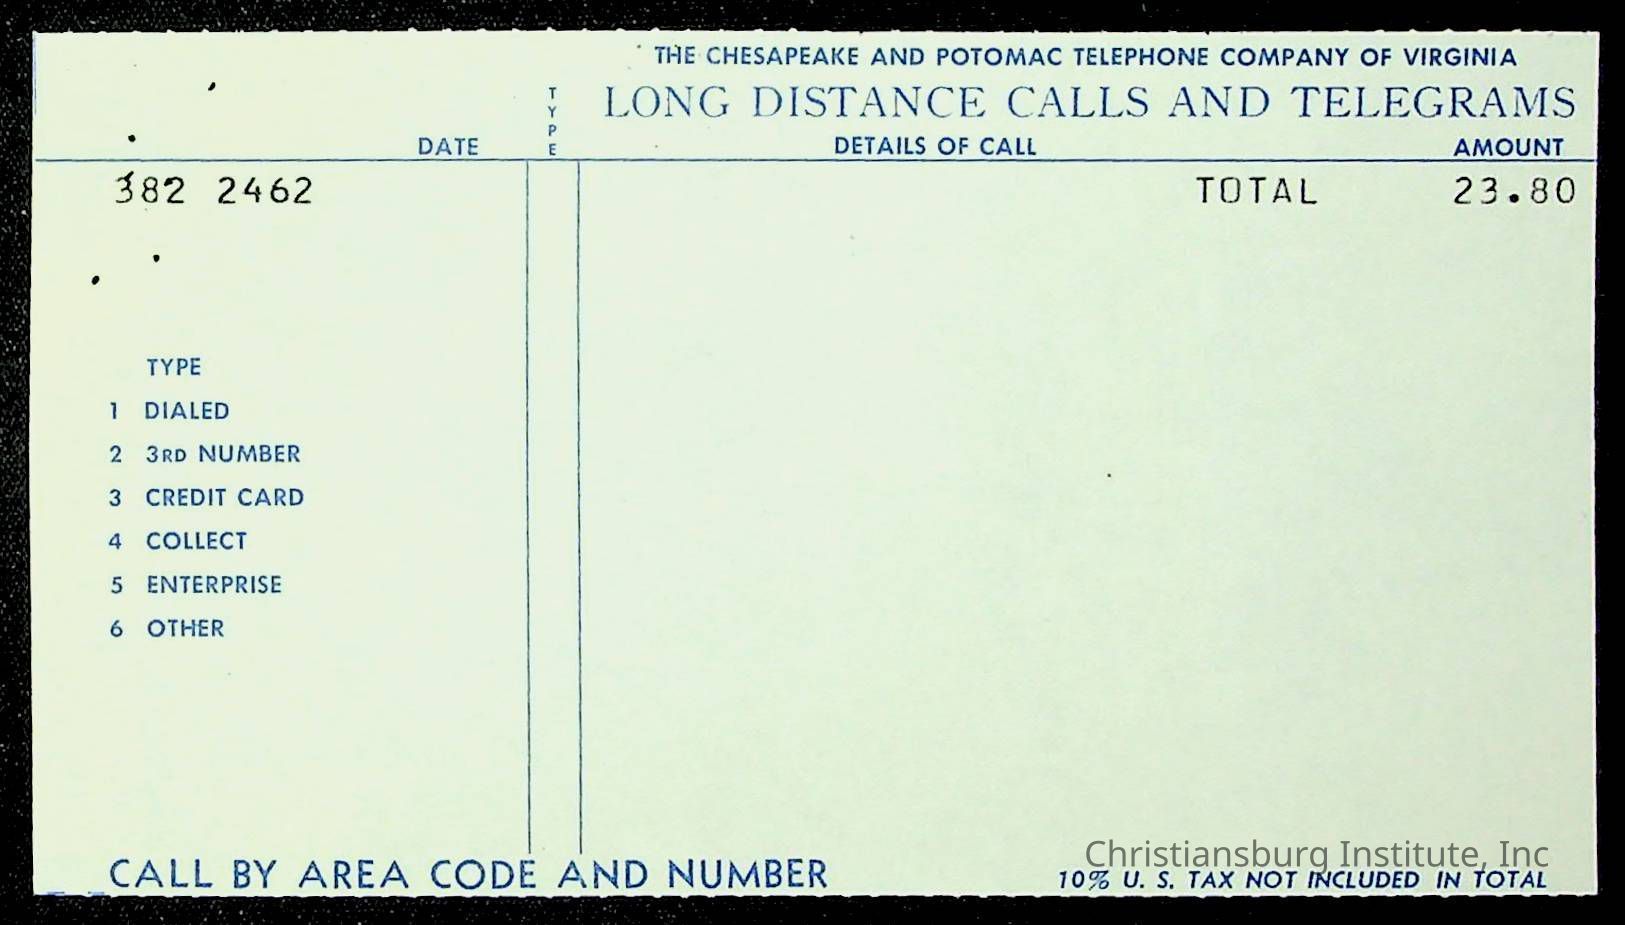 THE CHESAPEAKE AND POTOMAC TELEPHONE COMPANY OF VIRGINIA
LONG DISTANCE CALLS AND TELEGRAMS
DATE TYPE DETAILS OF CALL AMOUNT
382 2462 TOTAL 23.80
TYPE
1 DIALED
2 3RD NUMBER
3 CREDIT CARD
4 COLLECT
5 ENTERPRISE
6 OTHER
CALL BY AREA CODE AND NUMBER
Christiansburg Institute, Inc
10% U. S. TAX NOT INCLUDED IN TOTAL